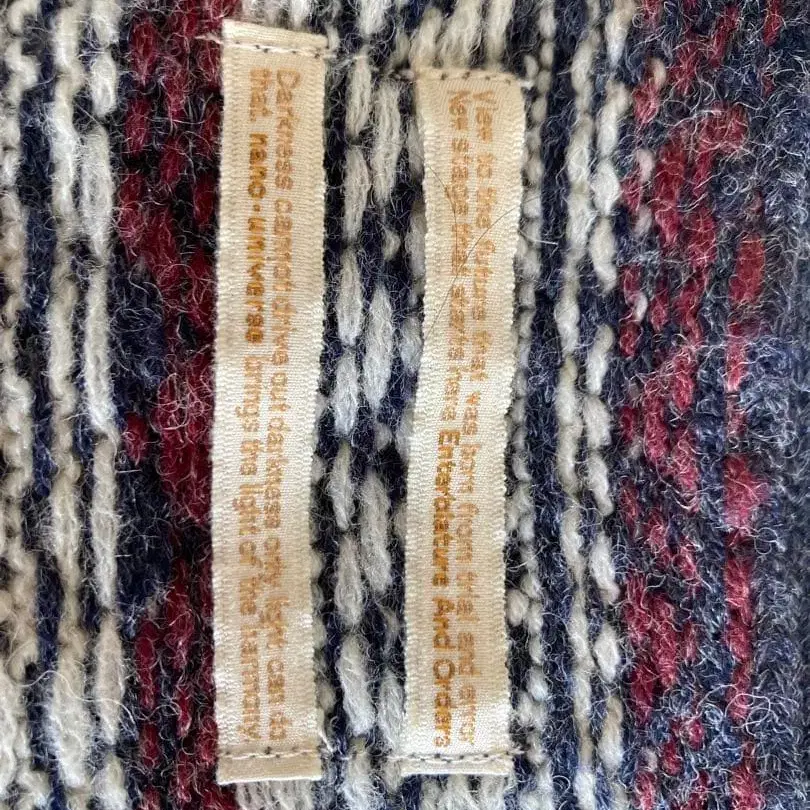 Darkness cannot drive out darkness only light can do
that. nano・universe brings the light of the harmony
View to the future that was born from trial and error
New stage that starts here Enterdature And Orders